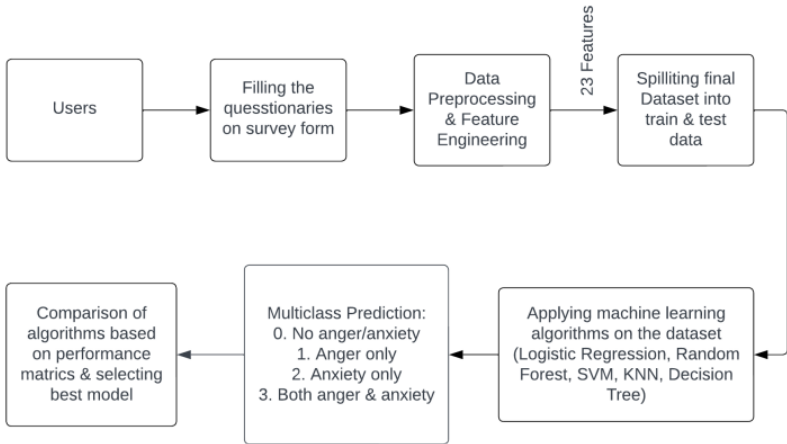 Users
Filling the
quesstionaries
on survey form
Data
Preprocessing
& Feature
Engineering
23 Features
Spilliting final
Dataset into
train & test
data
Applying machine learning
algorithms on the dataset
(Logistic Regression, Random
Forest, SVM, KNN, Decision
Tree)
Multiclass Prediction:
0. No anger/anxiety
1. Anger only
2. Anxiety only
3. Both anger & anxiety
Comparison of
algorithms based
on performance
matrics & selecting
best model